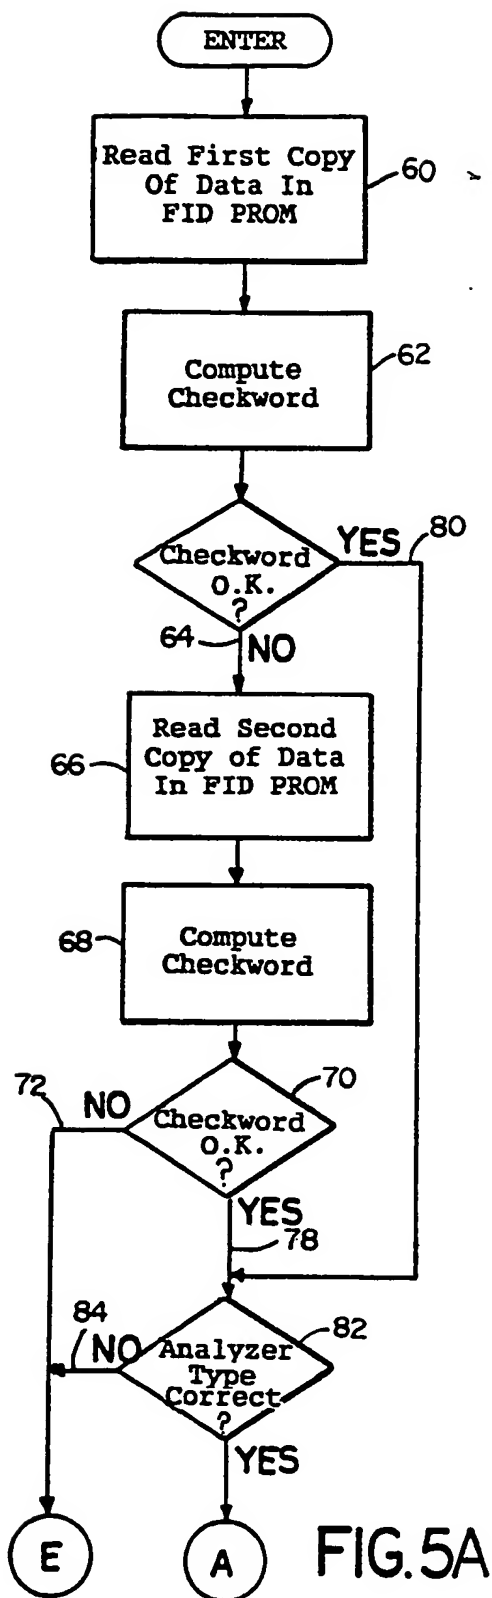 ENTER
Read First Copy
Of Data In
FID PROM
60
Compute
Checkword
62
Checkword
O.K.
?
YES
80
64
NO
Read Second
Copy of Data
In FID PROM
66
Compute
Checkword
68
70
72
NO
Checkword
O.K.
?
YES
78
84
NO
82
Analyzer
Type
Correct
?
YES
E
A
FIG.5A